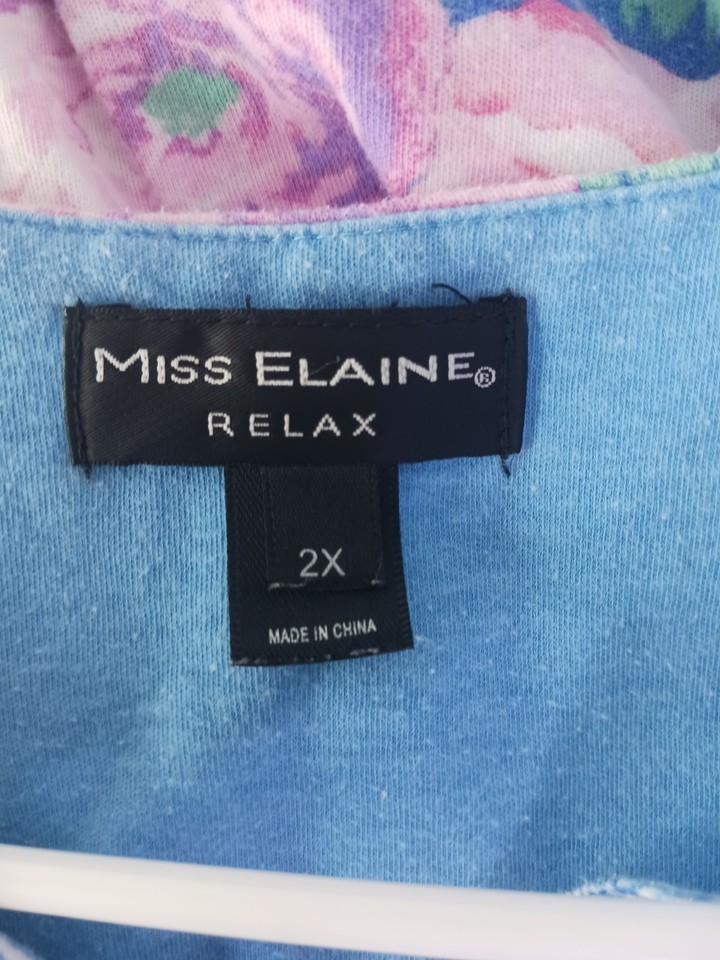 MISS ELAINE®
RELAX
2X
MADE IN CHINA